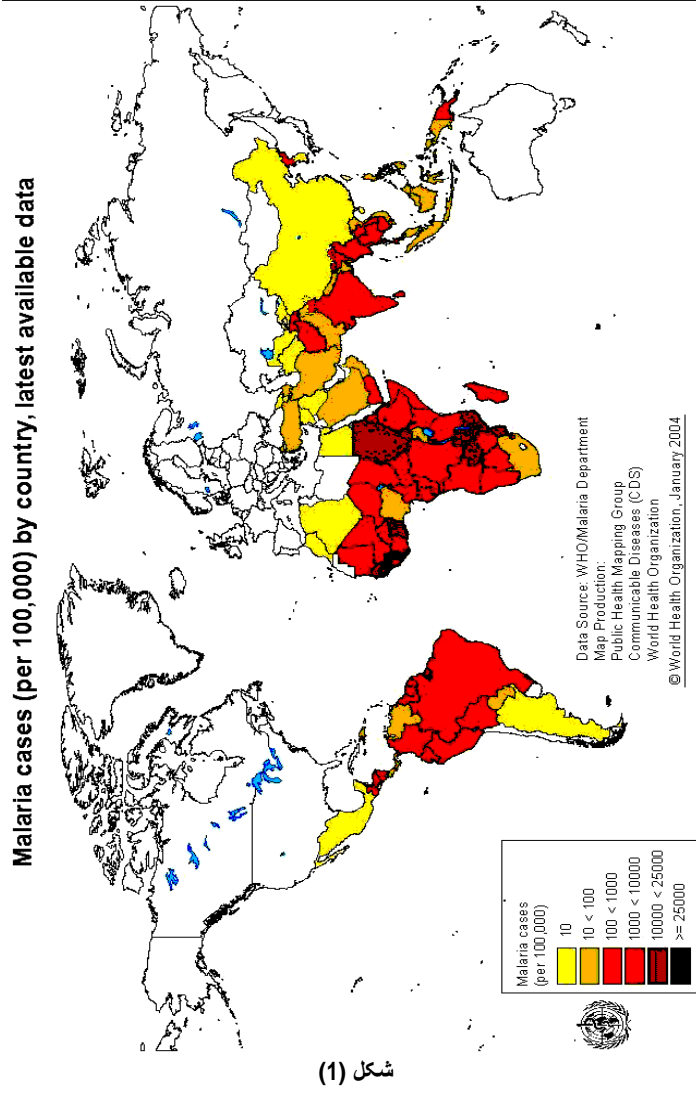 Malaria cases (per 100,000) by country, latest available data
Malaria cases
(per 100,000)
10
10 < 100
100 < 1000
1000 < 10000
10000 < 25000
>= 25000
Data Source: WHO/Malaria Department
Map Production:
Public Health Mapping Group
Communicable Diseases (CDS)
World Health Organization
© World Health Organization, January 2004
شكل (1)